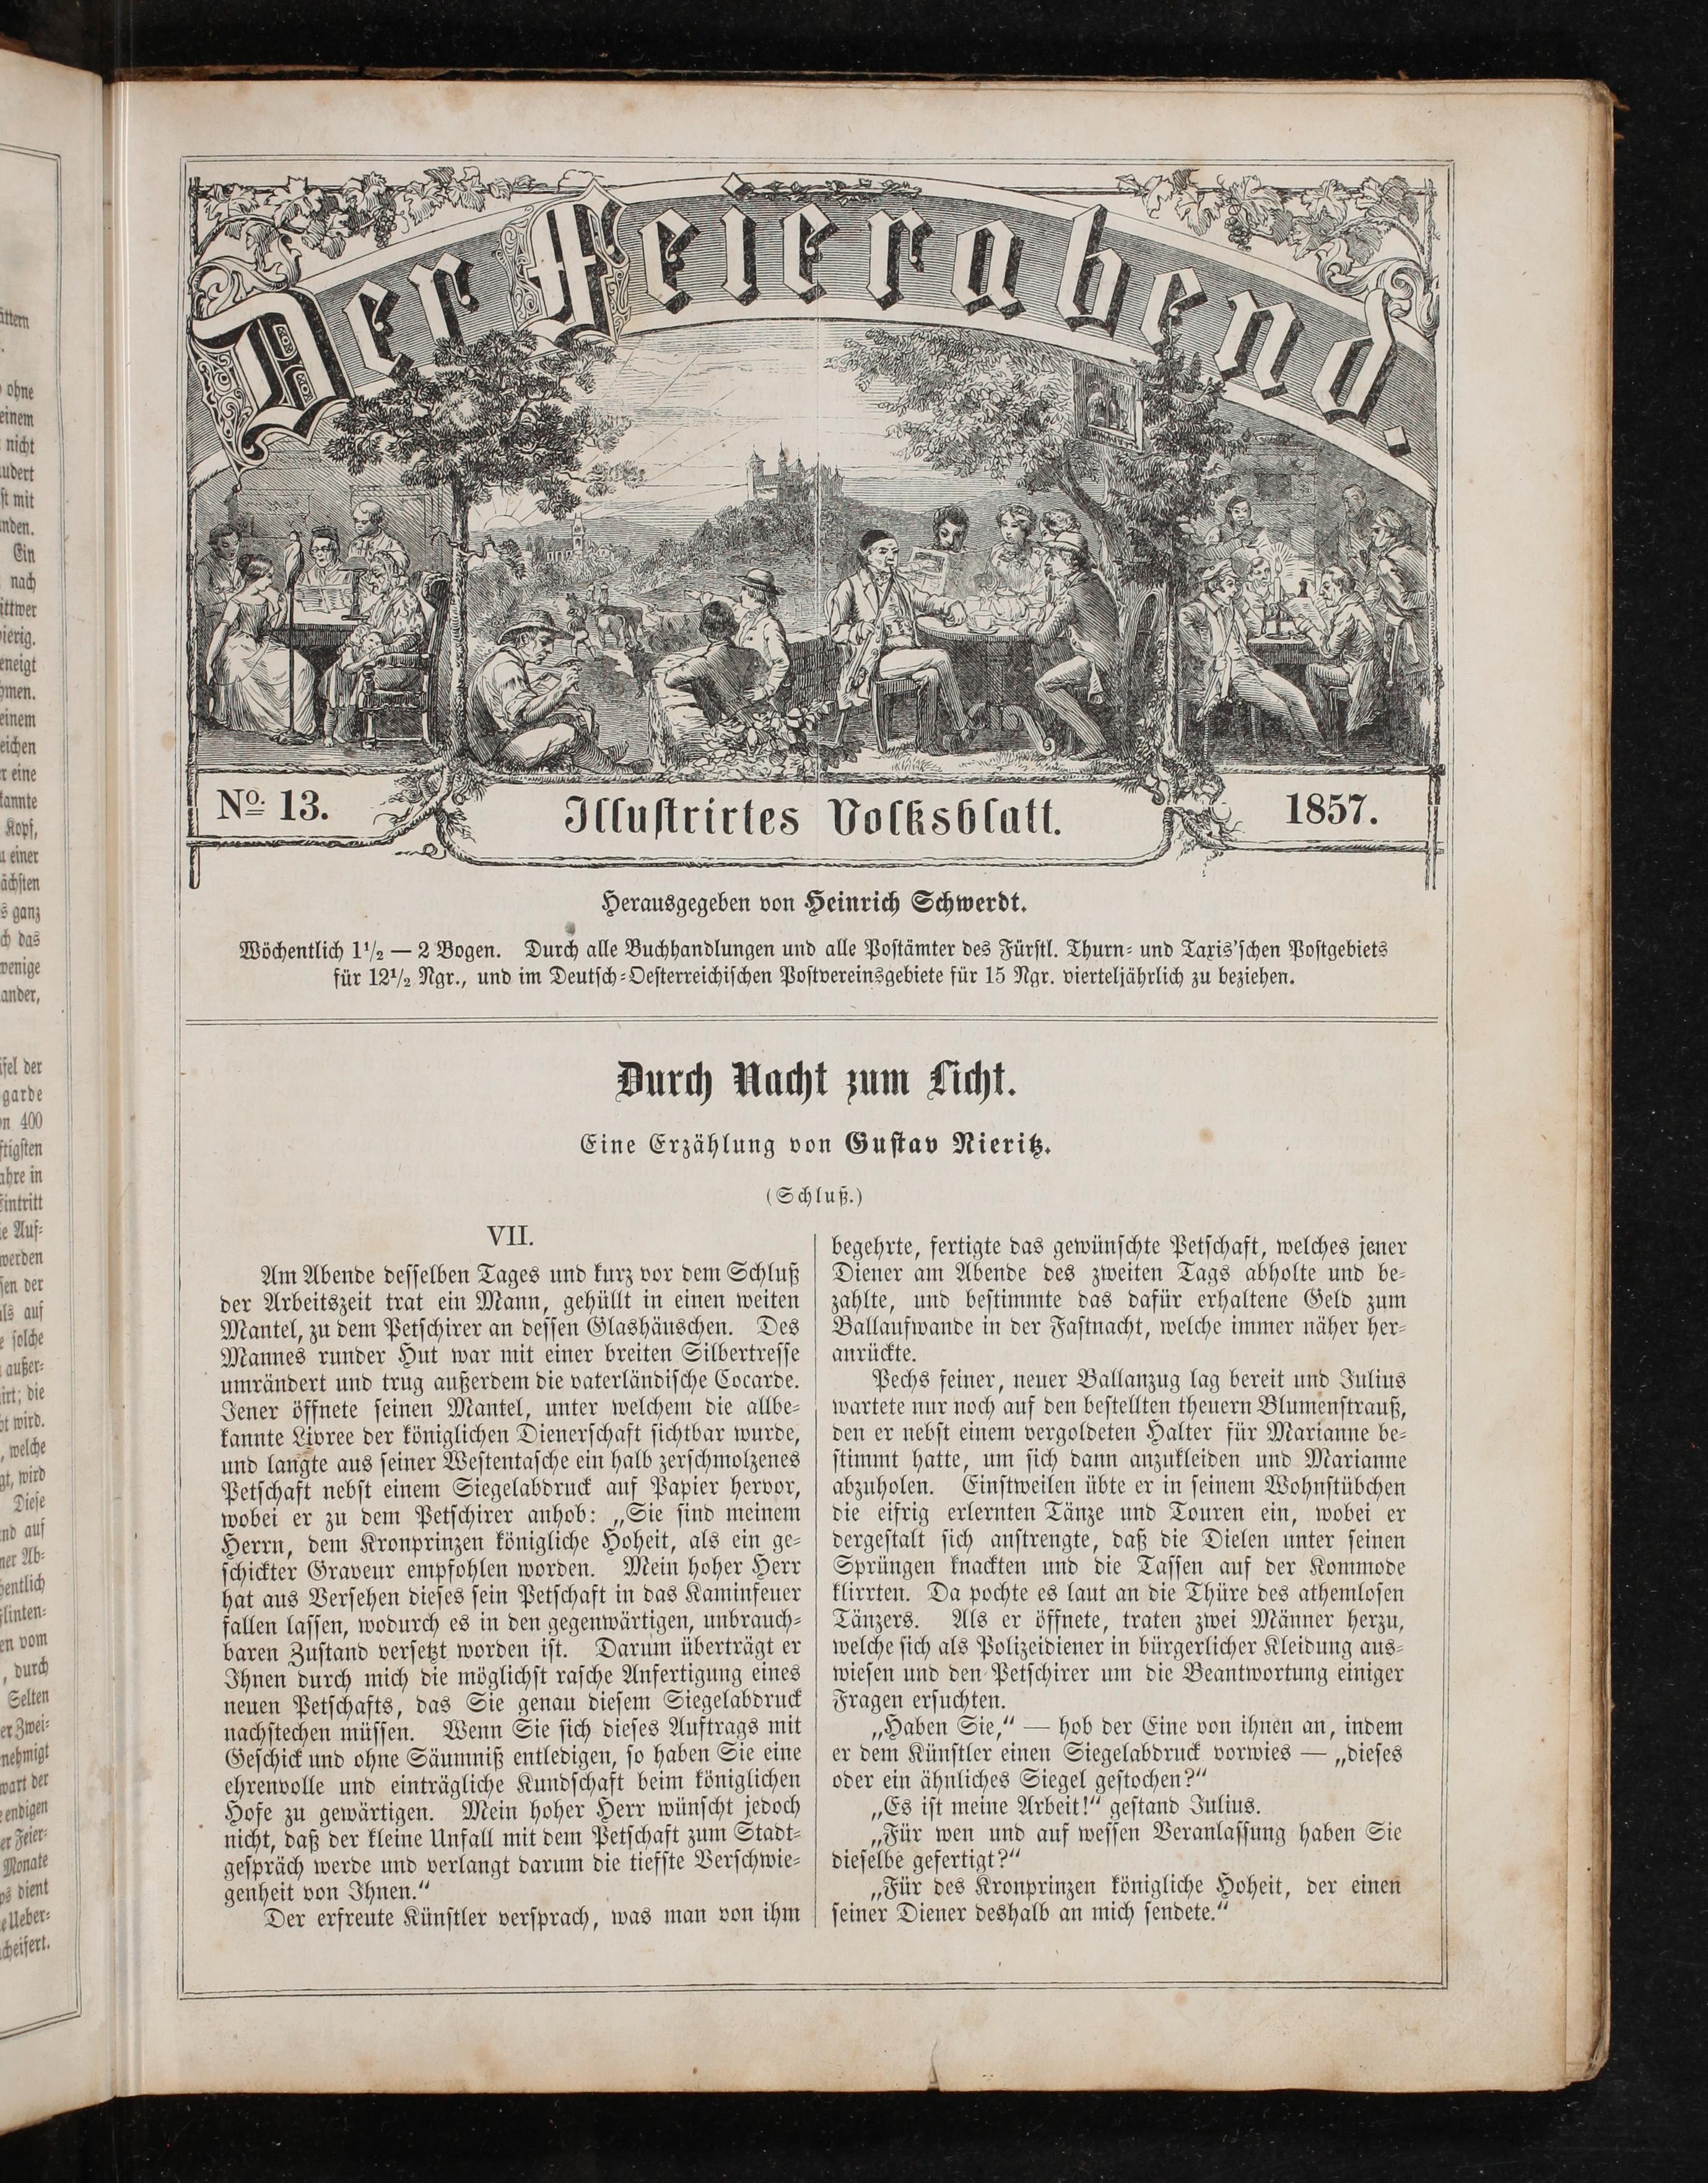 Der Feierabend.
No. 13.
Illustrirtes Volksblatt.
1857.
Herausgegeben von Heinrich Schwerdt.
Wöchentlich 1 1/2 — 2 Bogen. Durch alle Buchhandlungen und alle Postämter des Fürstl. Thurn- und Taxis'schen Postgebiets
für 12 1/2 Ngr., und im Deutsch-Oesterreichischen Postvereinsgebiete für 15 Ngr. vierteljährlich zu beziehen.
Durch Nacht zum Licht.
Eine Erzählung von Gustav Nieritz.
(Schluß.)
VII.
Am Abende desselben Tages und kurz vor dem Schluß
der Arbeitszeit trat ein Mann, gehüllt in einen weiten
Mantel, zu dem Petschirer an dessen Glashäuschen. Des
Mannes runder Hut war mit einer breiten Silbertresse
umrändert und trug außerdem die vaterländische Cocarde.
Jener öffnete seinen Mantel, unter welchem die allbe-
kannte Livree der königlichen Dienerschaft sichtbar wurde,
und langte aus seiner Westentasche ein halb zerschmolzenes
Petschaft nebst einem Siegelabdruck auf Papier hervor,
wobei er zu dem Petschirer anhob: „Sie sind meinem
Herrn, dem Kronprinzen königliche Hoheit, als ein ge-
schickter Graveur empfohlen worden. Mein hoher Herr
hat aus Versehen dieses sein Petschaft in das Kaminfeuer
fallen lassen, wodurch es in den gegenwärtigen, unbrauch-
baren Zustand versetzt worden ist. Darum überträgt er
Ihnen durch mich die möglichst rasche Anfertigung eines
neuen Petschafts, das Sie genau diesem Siegelabdruck
nachstechen müssen. Wenn Sie sich dieses Auftrags mit
Geschick und ohne Säumniß entledigen, so haben Sie eine
ehrenvolle und einträgliche Kundschaft beim königlichen
Hofe zu gewärtigen. Mein hoher Herr wünscht jedoch
nicht, daß der kleine Unfall mit dem Petschaft zum Stadt-
gespräch werde und verlangt darum die tiefste Verschwie-
genheit von Ihnen.“
Der erfreute Künstler versprach, was man von ihm
begehrte, fertigte das gewünschte Petschaft, welches jener
Diener am Abende des zweiten Tags abholte und be-
zahlte, und bestimmte das dafür erhaltene Geld zum
Ballaufwande in der Fastnacht, welche immer näher her-
anrückte.
Pechs feiner, neuer Ballanzug lag bereit und Julius
wartete nur noch auf den bestellten theuern Blumenstrauß,
den er nebst einem vergoldeten Halter für Marianne be-
stimmt hatte, um sich dann anzukleiden und Marianne
abzuholen. Einstweilen übte er in seinem Wohnstübchen
die eifrig erlernten Tänze und Touren ein, wobei er
dergestalt sich anstrengte, daß die Dielen unter seinen
Sprüngen knackten und die Tassen auf der Kommode
klirrten. Da pochte es laut an die Thüre des athemlosen
Tänzers. Als er öffnete, traten zwei Männer herzu,
welche sich als Polizeidiener in bürgerlicher Kleidung aus-
wiesen und den Petschirer um die Beantwortung einiger
Fragen ersuchten.
„Haben Sie,“ — hob der Eine von ihnen an, indem
er dem Künstler einen Siegelabdruck vorwies — „dieses
oder ein ähnliches Siegel gestochen?“
„Es ist meine Arbeit!“ gestand Julius.
„Für wen und auf wessen Veranlassung haben Sie
dieselbe gefertigt?“
„Für des Kronprinzen königliche Hoheit, der einen
seiner Diener deshalb an mich sendete.“